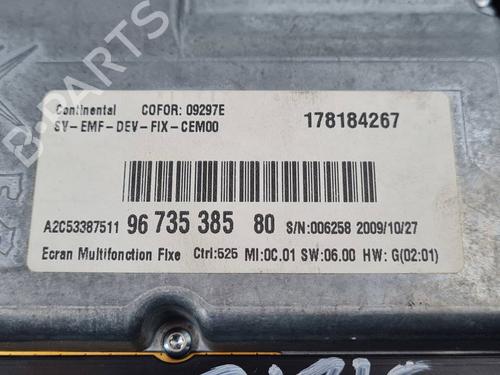 Continental COFOR: 09297E
SV-EMF-DEV-FIX-CEM00
178184267
A2C53387511 96 735 385 80 S/N:006258 2009/10/27
Ecran Multifonction Fixe Ctrl:525 MI:0C.01 SW:06.00 HW: G(02:01)
B-PARTS